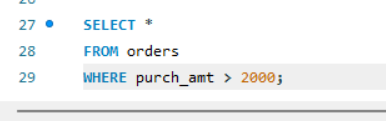 27 SELECT *
28 FROM orders
29 WHERE purch_amt > 2000;